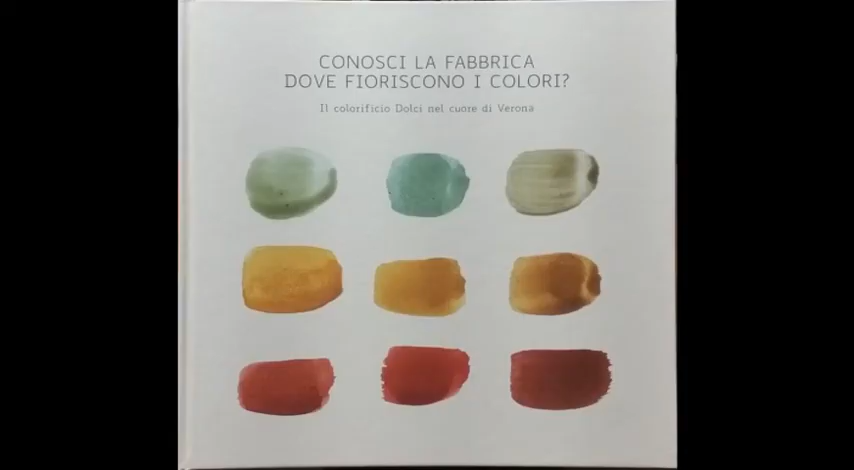 CONOSCI LA FABBRICA
DOVE FIORISCONO I COLORI?
Il colorificio Dolci nel cuore di Verona